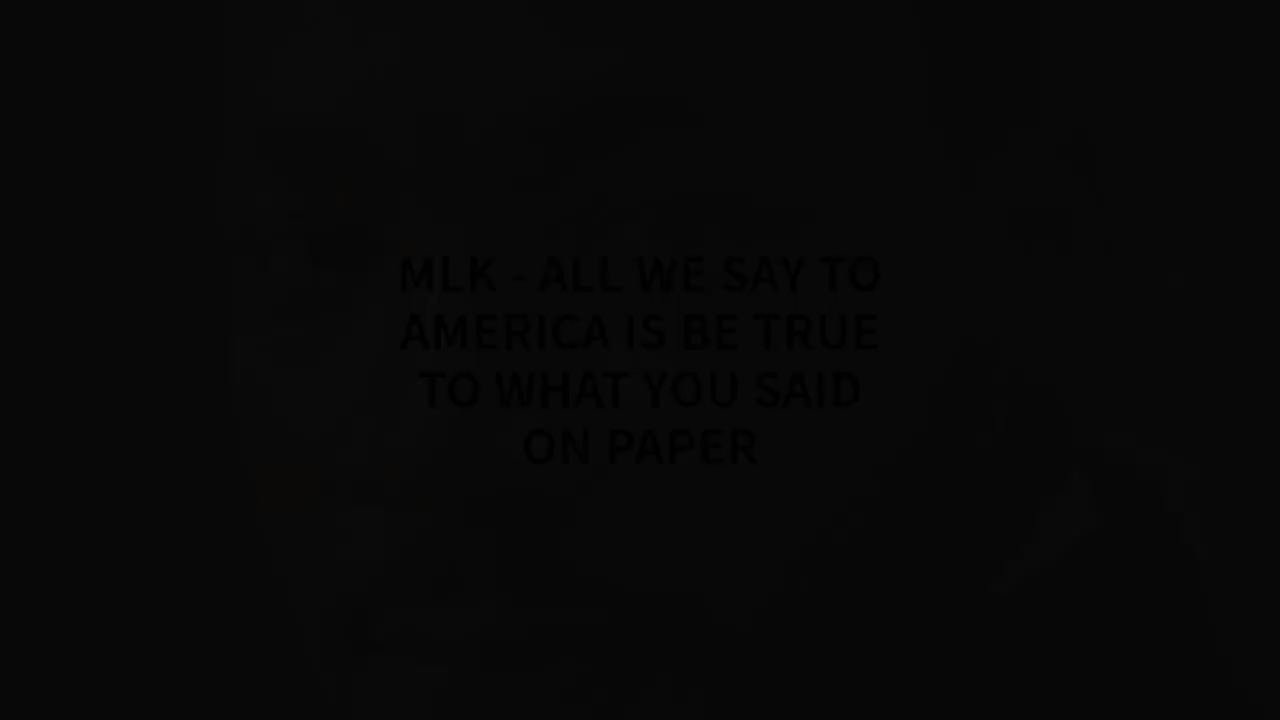 MLK - ALL WE SAY TO
AMERICA IS BE TRUE
TO WHAT YOU SAID
ON PAPER